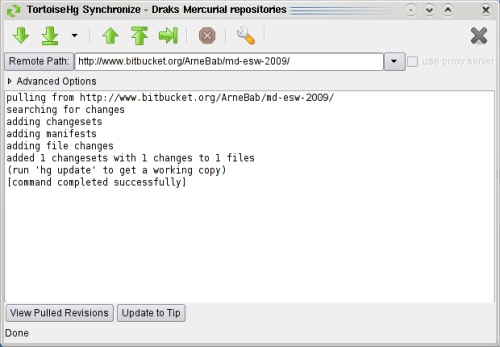 TortoiseHg Synchronize - Draks Mercurial repositories
Remote Path: http://www.bitbucket.org/ArneBab/md-esw-2009/ use proxy server
Advanced Options
pulling from http://www.bitbucket.org/ArneBab/md-esw-2009/
searching for changes
adding changesets
adding manifests
adding file changes
added 1 changesets with 1 changes to 1 files
(run 'hg update' to get a working copy)
[command completed successfully]
View Pulled Revisions Update to Tip
Done